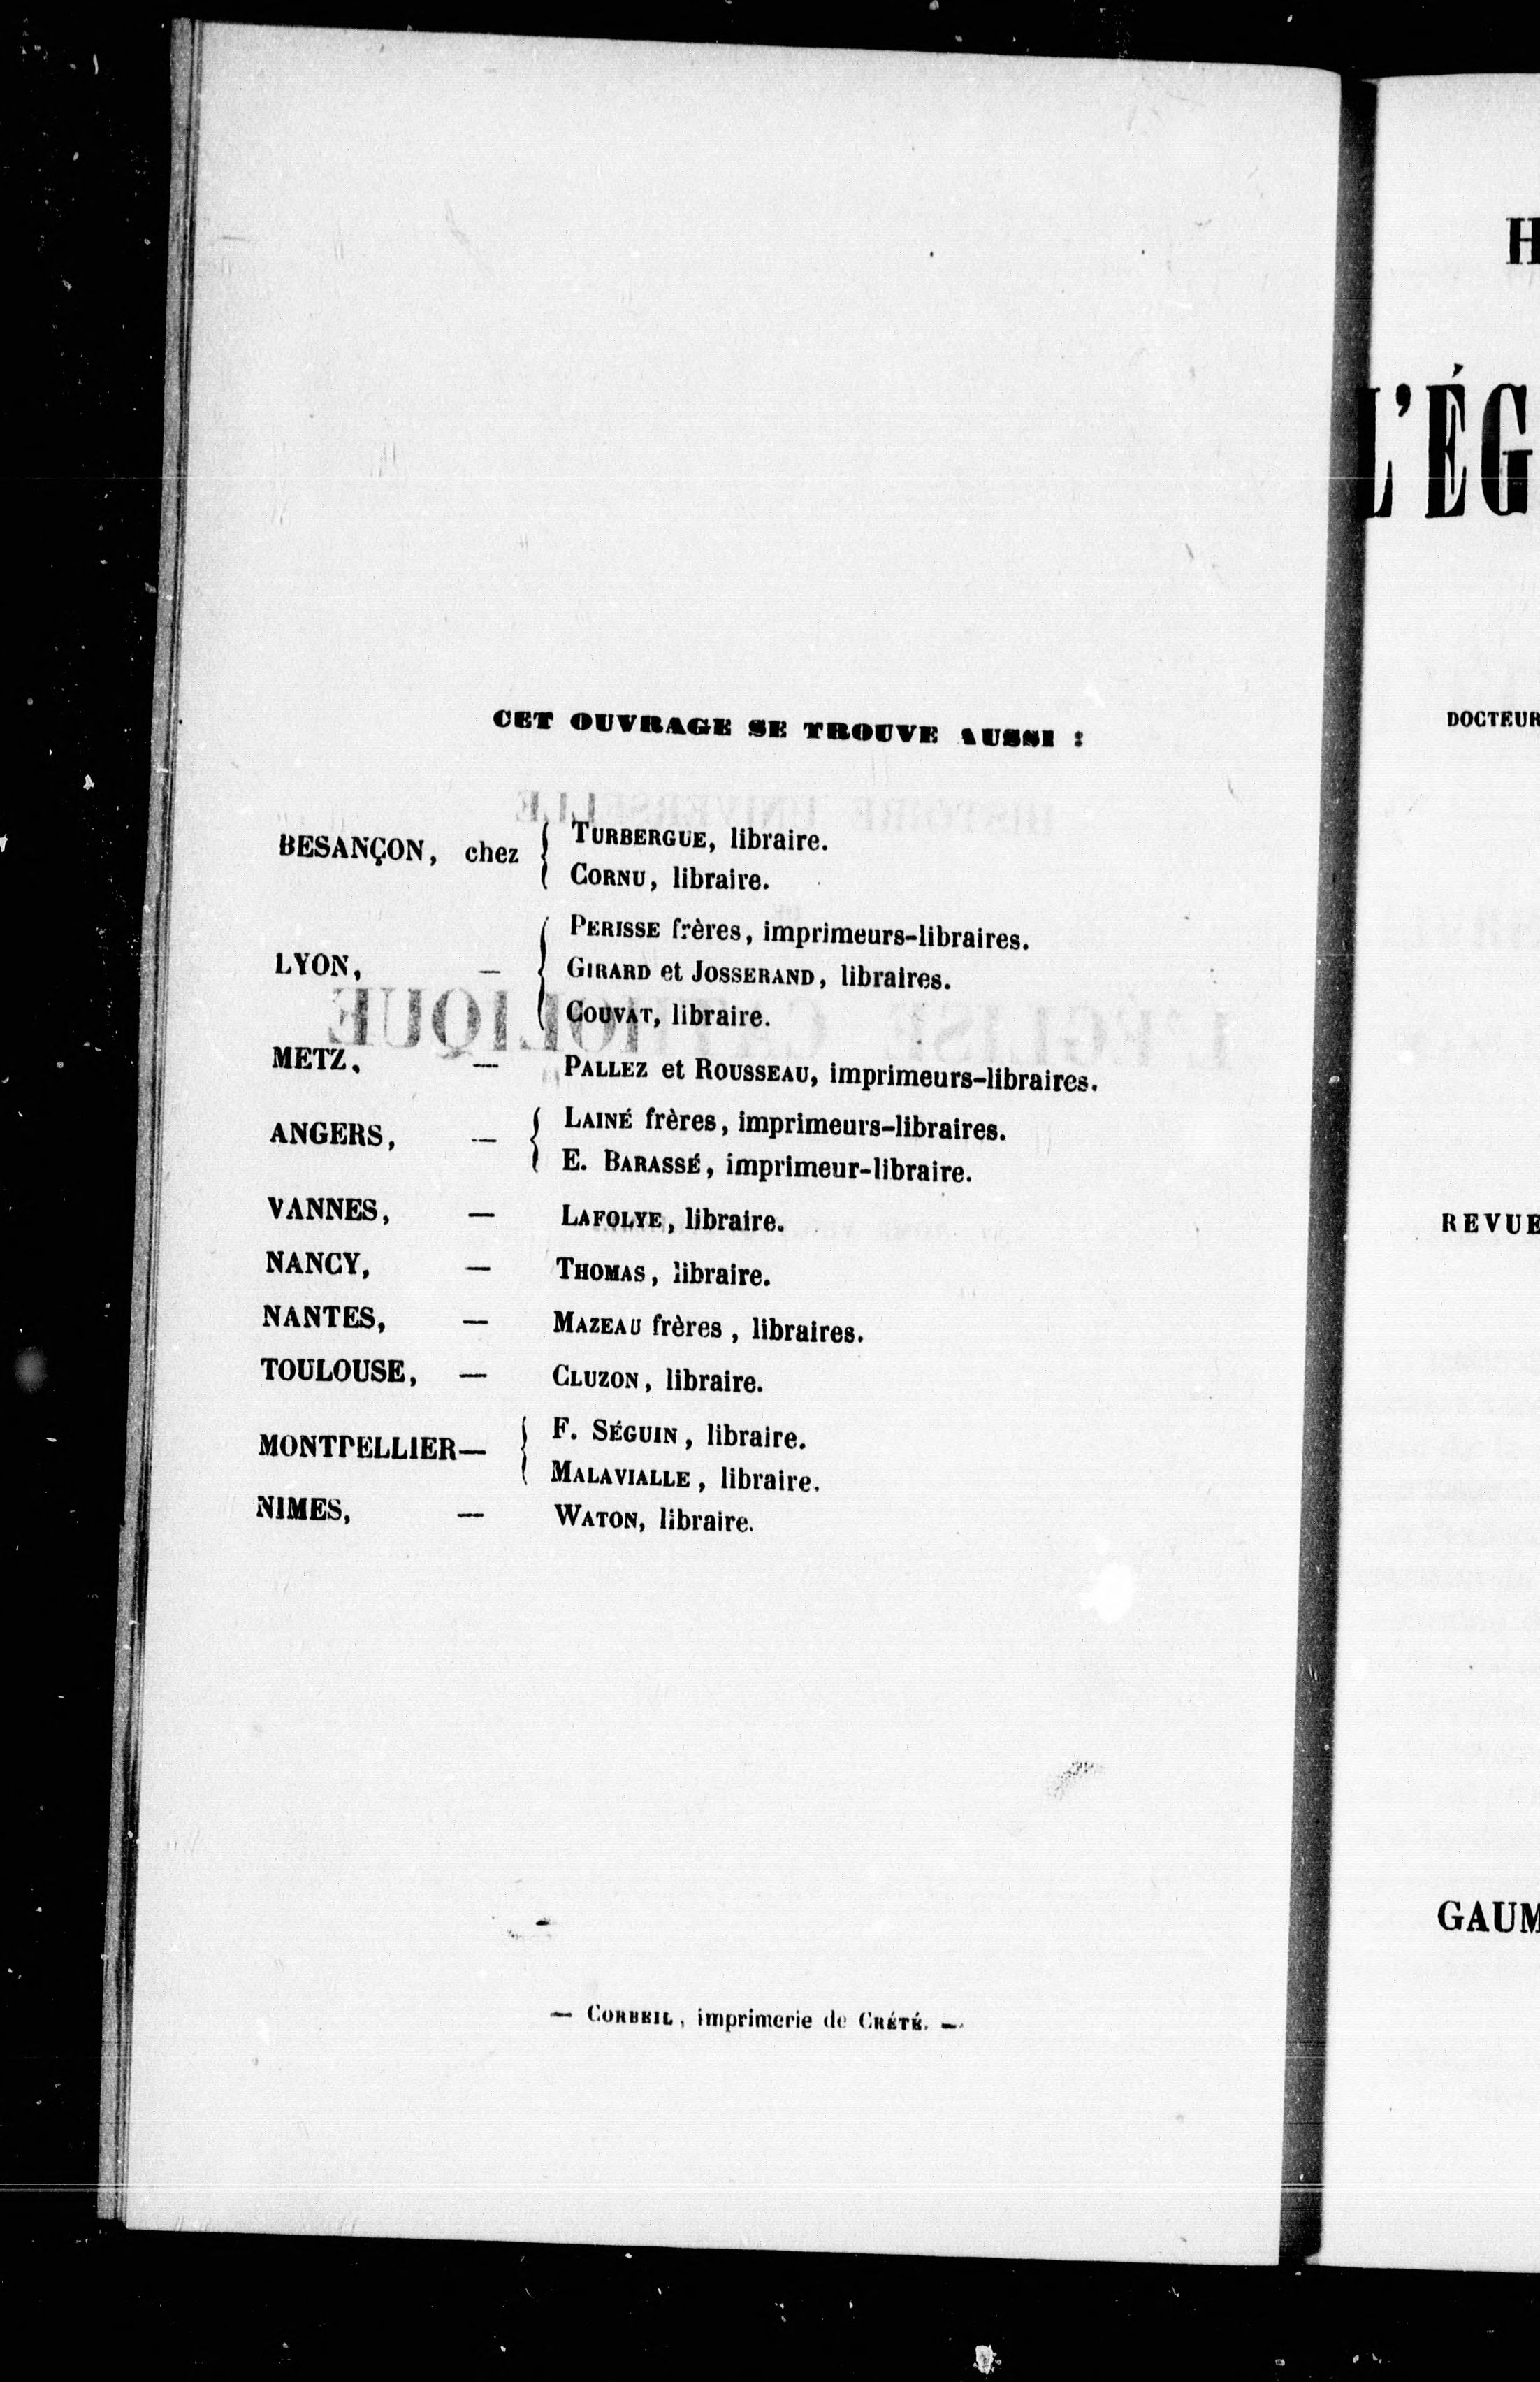 CET OUVRAGE SE TROUVE AUSSI :
BESANÇON, chez
TURBERGUE, libraire.
CORNU, libraire.
LYON, —
PERISSE frères, imprimeurs-libraires.
GIRARD et JOSSERAND, libraires.
COUVAT, libraire.
METZ, — PALLEZ et ROUSSEAU, imprimeurs-libraires.
ANGERS, —
LAINÉ frères, imprimeurs-libraires.
E. BARASSÉ, imprimeur-libraire.
VANNES, — LAFOLYE, libraire.
NANCY, — THOMAS, libraire.
NANTES, — MAZEAU frères, libraires.
TOULOUSE, — CLUZON, libraire.
MONTPELLIER—
F. SÉGUIN, libraire.
MALAVIALLE, libraire.
NIMES, — WATON, libraire.
— CORBEIL, imprimerie de CRÉTÉ. —
H
L'ÉG
DOCTEUR
REVUE
GAUM